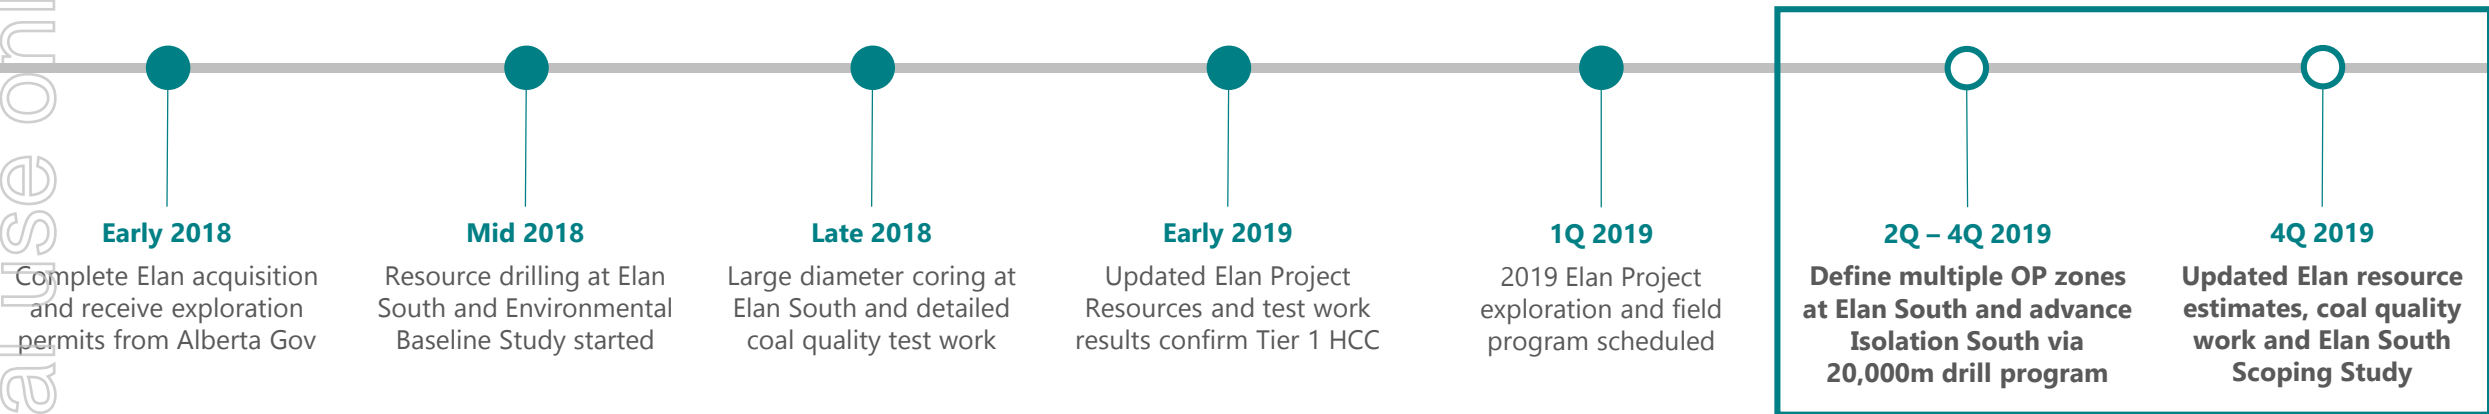 al use onl
Early 2018
Complete Elan acquisition
and receive exploration
permits from Alberta Gov
Mid 2018
Resource drilling at Elan
South and Environmental
Baseline Study started
Late 2018
Large diameter coring at
Elan South and detailed
coal quality test work
Early 2019
Updated Elan Project
Resources and test work
results confirm Tier 1 HCC
1Q 2019
2019 Elan Project
exploration and field
program scheduled
2Q – 4Q 2019
Define multiple OP zones
at Elan South and advance
Isolation South via
20,000m drill program
4Q 2019
Updated Elan resource
estimates, coal quality
work and Elan South
Scoping Study